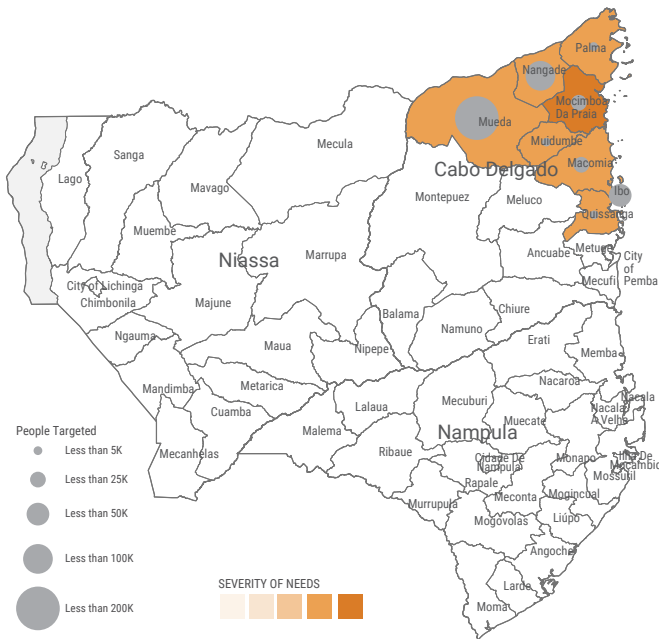 Palma
Nangade
Mocimboa
Da Praia
Mueda
Muidumbe
Mecula
Sanga
Macomia
Cabo Delgado
Lago
Mavago
Ibo
Montepuez
Meluco
Quissanga
Muembe
Metuge
Niassa
Marrupa
Ancuabe
City
of
Pemba
Mecufi
City of Lichinga
Chimbonila
Majune
Chiure
Balama
Namuno
Ngauma
Erati
Maua
Nipepe
Memba
Mandimba
Metarica
Nacaroa
Nacala
Lalaua
Mecuburi
Nacala
A Velha
Cuamba
Muecate
Malema
Nampula
People Targeted
Mecanhelas
Ribaue
Cidade De
Nampula
Monapo
Ilha De
Mocambiq
Less than 5K
Mossuril
Less than 25K
Rapale
Meconta
Mogincual
Murrupula
Less than 50K
Mogovolas
Liúpo
Angoche
Less than 100K
SEVERITY OF NEEDS
Larde
Moma
Less than 200K